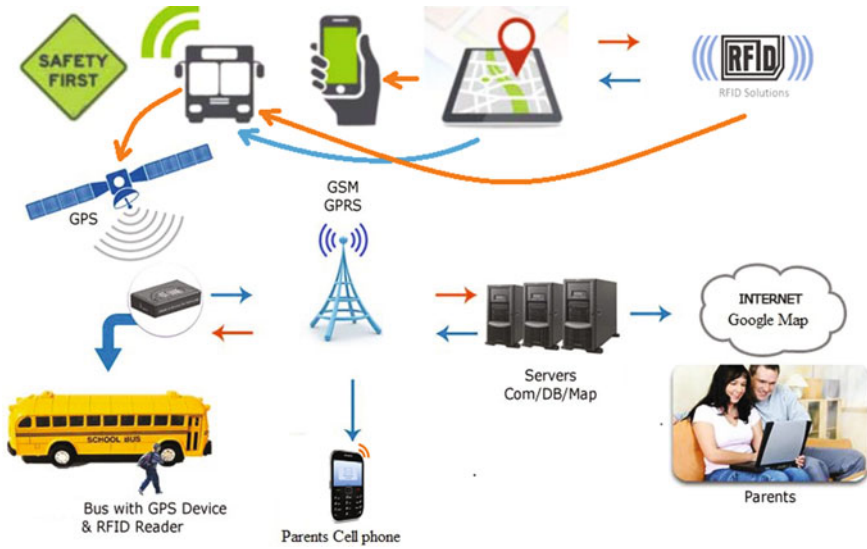 SAFETY
FIRST
RFID
RFID Solutions
GPS
GSM
GPRS
INTERNET
Google Map
Servers
Com/DB/Map
SCHOOL BUS
Bus with GPS Device
& RFID Reader
Parents Cell phone
Parents